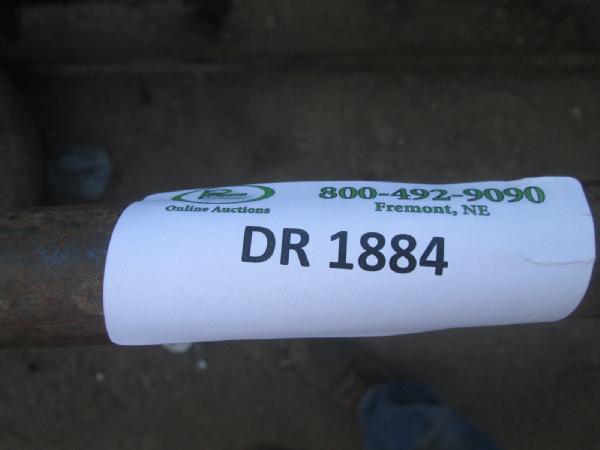 Online Auctions
800-492-9090
Fremont, NE
DR 1884